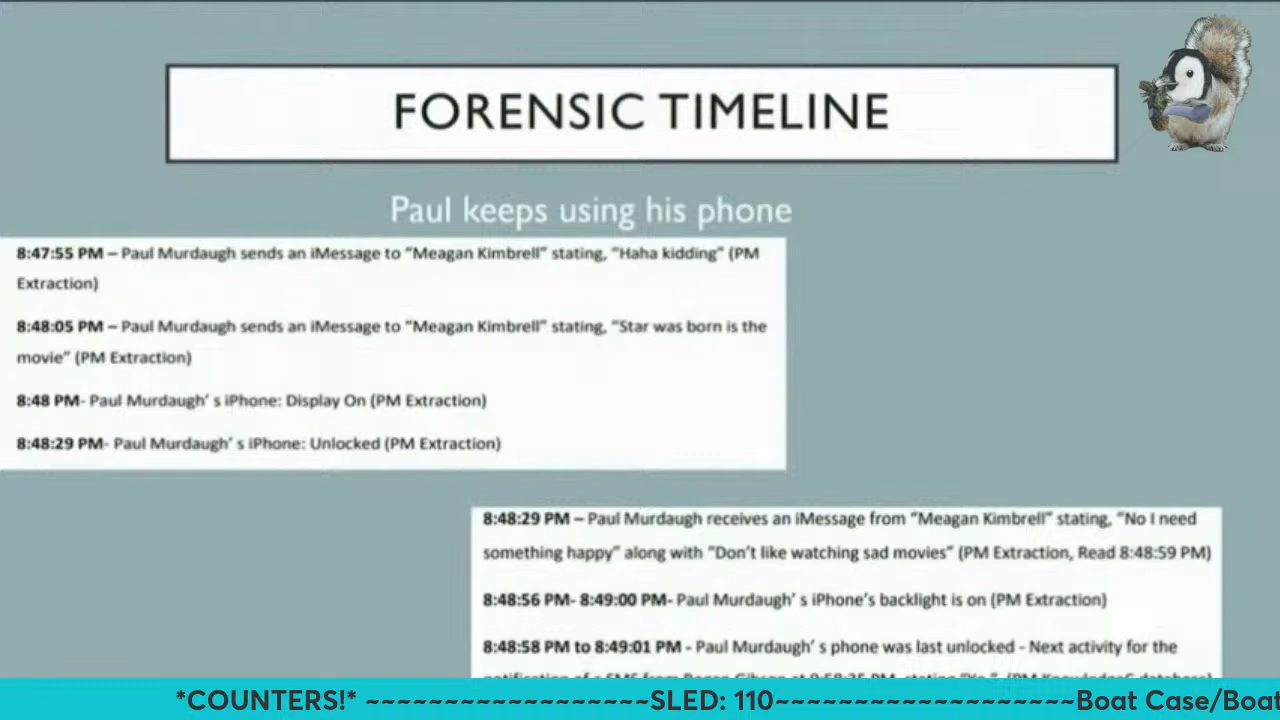 FORENSIC TIMELINE
Paul keeps using his phone
8:47:55 PM – Paul Murdaugh sends an iMessage to “Meagan Kimbrell” stating, “Haha kidding” (PM
Extraction)
8:48:05 PM – Paul Murdaugh sends an iMessage to “Meagan Kimbrell” stating, “Star was born is the
movie” (PM Extraction)
8:48 PM- Paul Murdaugh’ s iPhone: Display On (PM Extraction)
8:48:29 PM- Paul Murdaugh’ s iPhone: Unlocked (PM Extraction)
8:48:29 PM – Paul Murdaugh receives an iMessage from “Meagan Kimbrell” stating, “No I need
something happy” along with “Don’t like watching sad movies” (PM Extraction, Read 8:48:59 PM)
8:48:56 PM- 8:49:00 PM- Paul Murdaugh’ s iPhone’s backlight is on (PM Extraction)
8:48:58 PM to 8:49:01 PM - Paul Murdaugh’ s phone was last unlocked - Next activity for the
*COUNTERS!* ~~~~~~~~~~~~~~~~~~SLED: 110~~~~~~~~~~~~~~~~~~~Boat Case/Boat